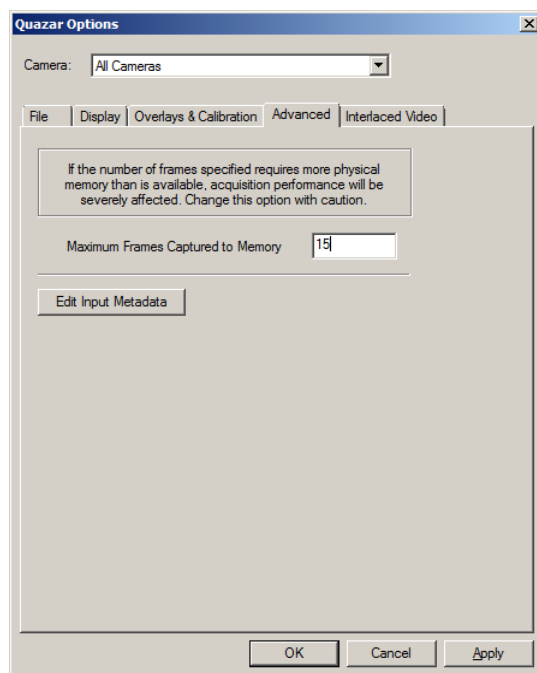 Quazar Options
Camera: All Cameras
File Display Overlays & Calibration Advanced Interlaced Video
If the number of frames specified requires more physical
memory than is available, acquisition performance will be
severely affected. Change this option with caution.
Maximum Frames Captured to Memory 15
Edit Input Metadata
OK Cancel Apply